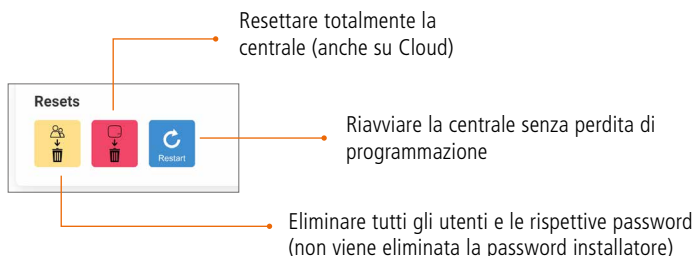 Resettare totalmente la
centrale (anche su Cloud)
Resets
Restart
Riavviare la centrale senza perdita di
programmazione
Eliminare tutti gli utenti e le rispettive password
(non viene eliminata la password installatore)